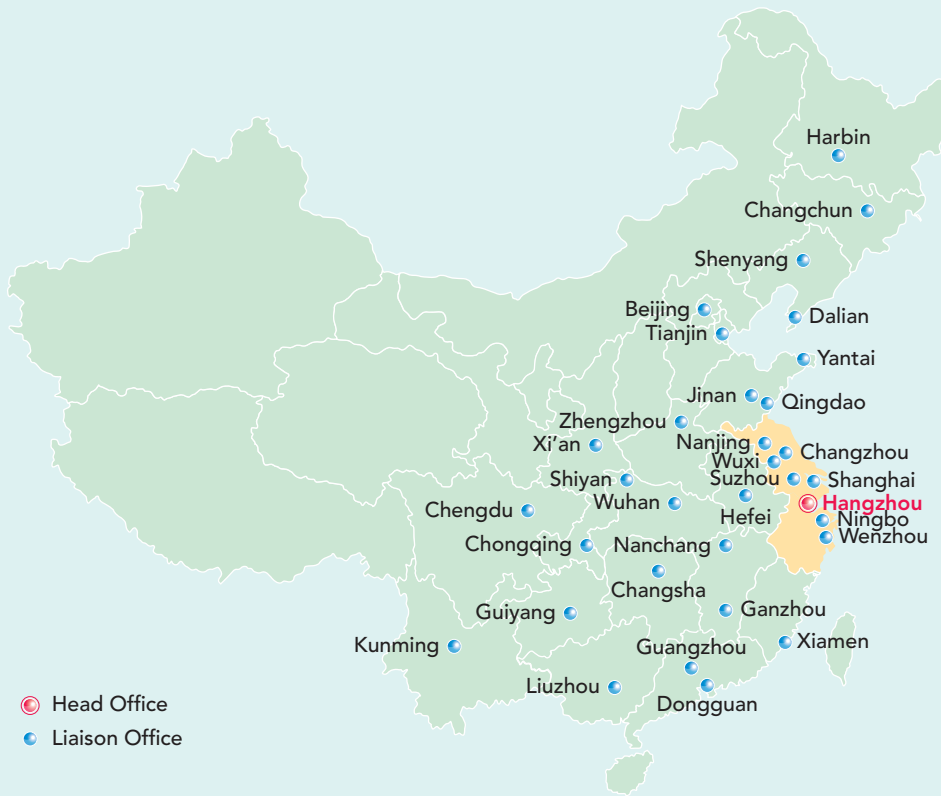 Harbin
Changchun
Shenyang
Beijing
Dalian
Tianjin
Yantai
Jinan
Qingdao
Zhengzhou
Xi’an
Nanjing
Changzhou
Wuxi
Shiyan
Suzhou
Shanghai
Wuhan
Hangzhou
Chengdu
Hefei
Ningbo
Wenzhou
Chongqing
Nanchang
Changsha
Guiyang
Ganzhou
Kunming
Guangzhou
Xiamen
Liuzhou
Dongguan
Head Office
Liaison Office